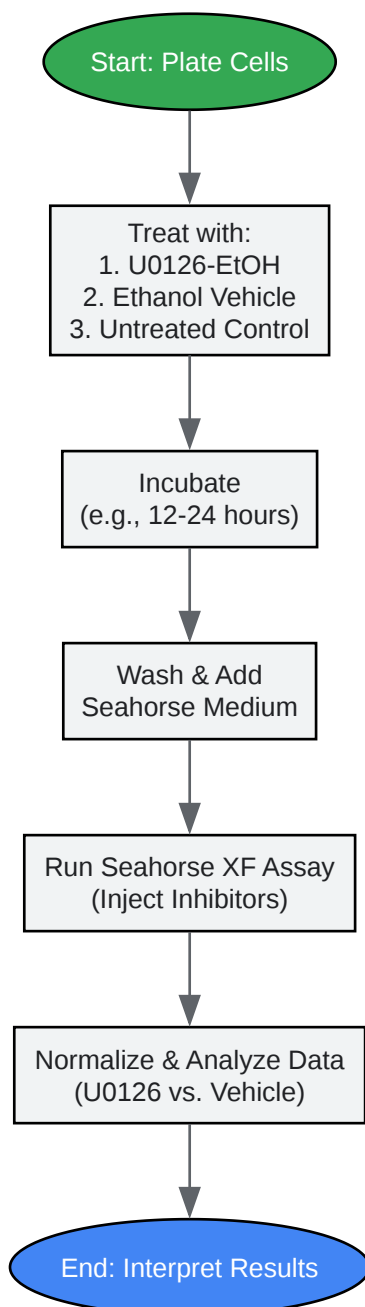 Start: Plate Cells
Treat with:
1. U0126-EtOH
2. Ethanol Vehicle
3. Untreated Control
Incubate
(e.g., 12-24 hours)
Wash & Add
Seahorse Medium
Run Seahorse XF Assay
(Inject Inhibitors)
Normalize & Analyze Data
(U0126 vs. Vehicle)
End: Interpret Results